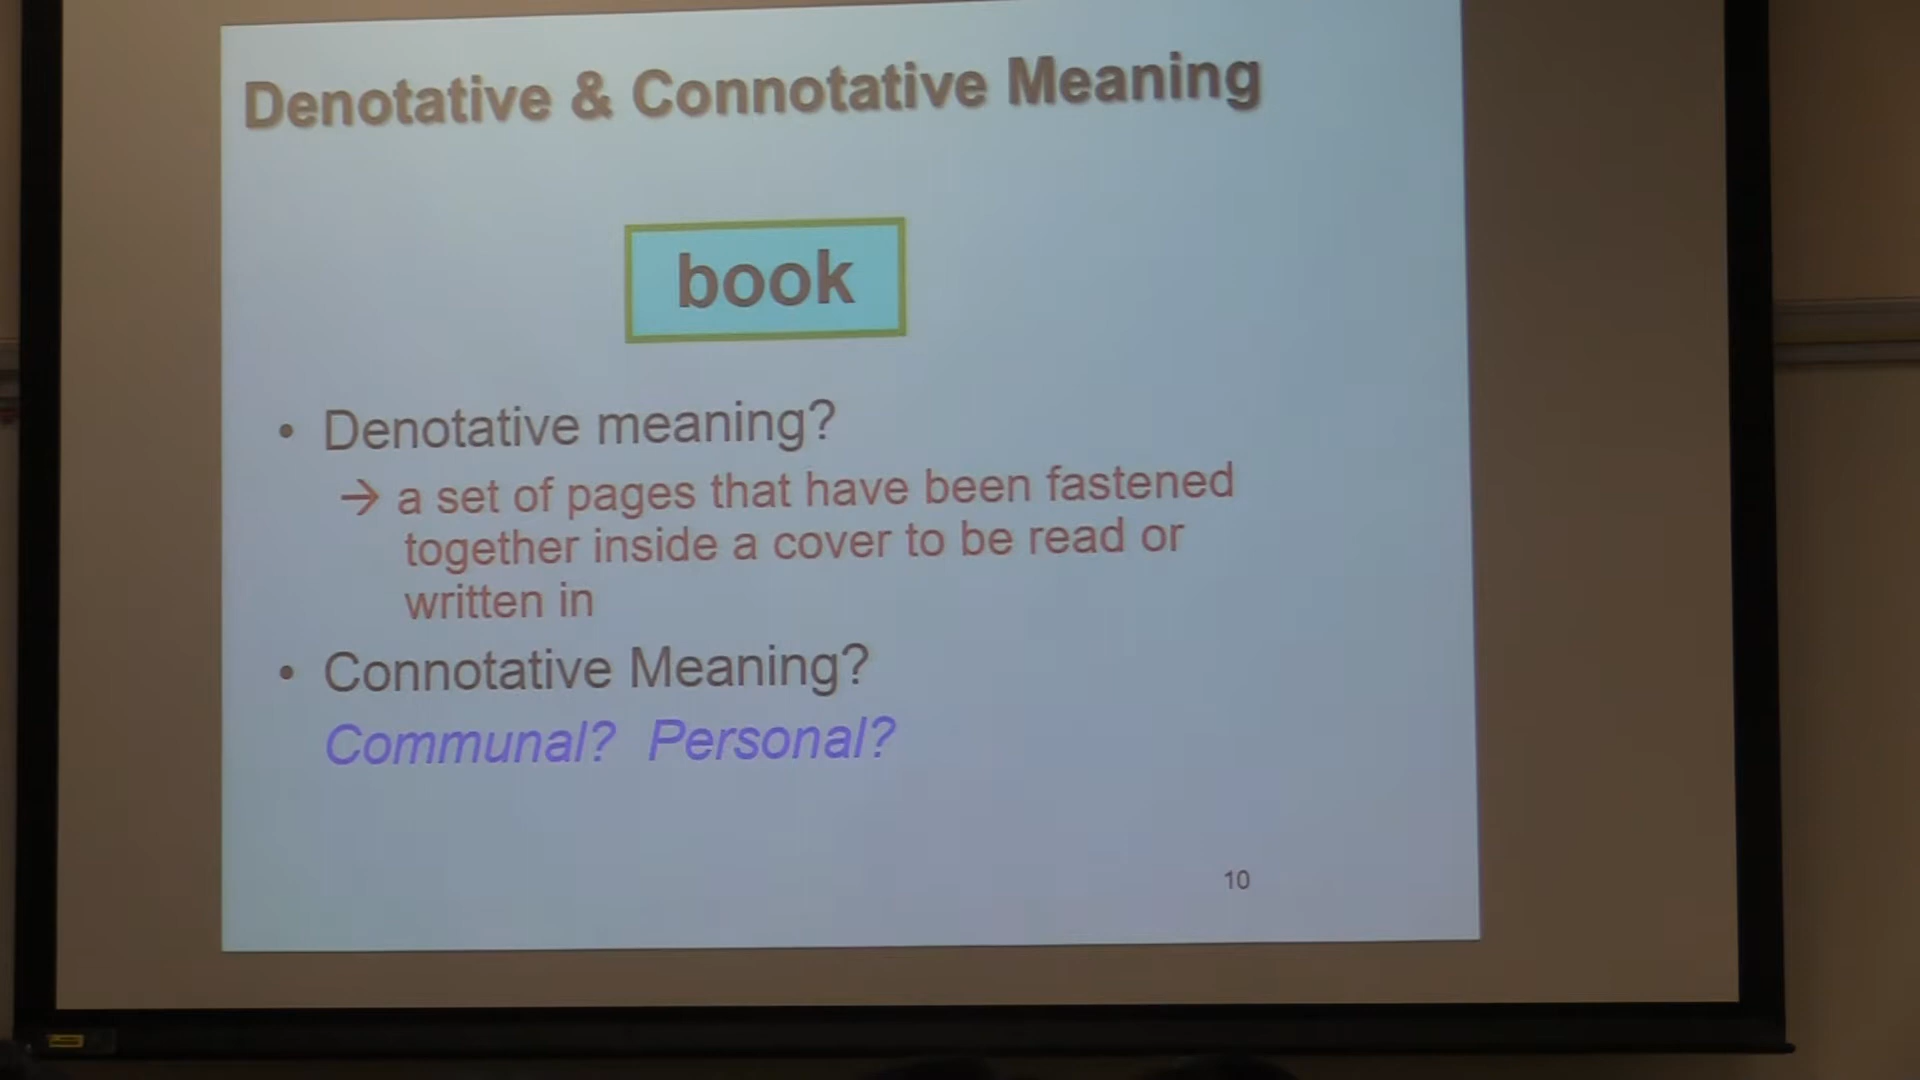 Denotative & Connotative Meaning
book
• Denotative meaning?
→ a set of pages that have been fastened
together inside a cover to be read or
written in
• Connotative Meaning?
Communal? Personal?
10